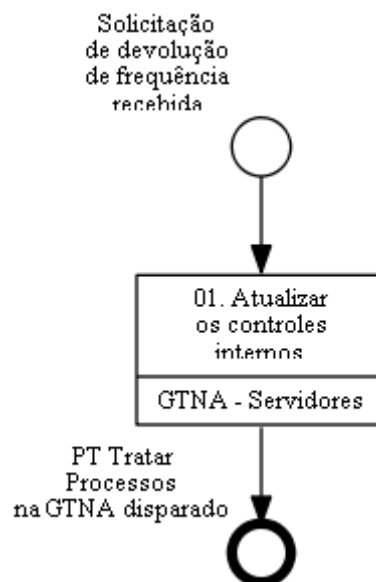 Solicitação
de devolução
de frequência
recebida
01. Atualizar
os controles
internos
GTNA - Servidores
PT Tratar
Processos
na GTNA disparado